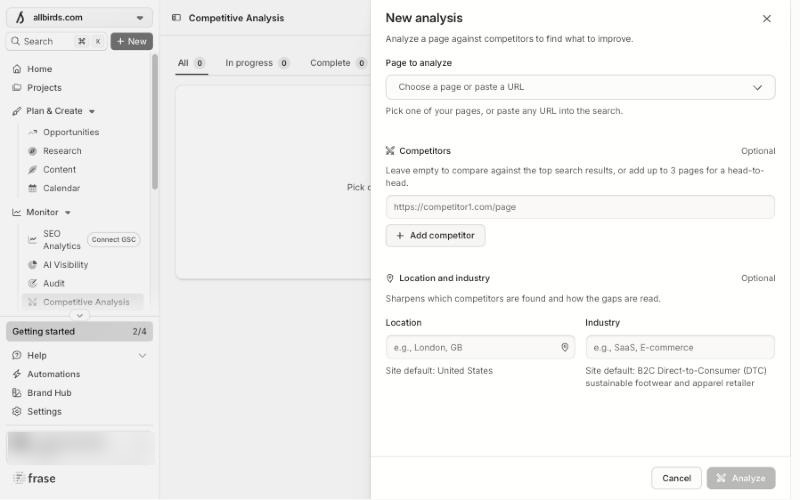 allbirds.com
Search
⌘
K
+ New
Home
Projects
Plan & Create
Opportunities
Research
Content
Calendar
Monitor
SEO
Analytics
Connect GSC
AI Visibility
Audit
Competitive Analysis
Getting started
2/4
Help
Automations
Brand Hub
Settings
frase
Competitive Analysis
All 0
In progress 0
Complete 0
Pick
New analysis
Analyze a page against competitors to find what to improve.
Page to analyze
Choose a page or paste a URL
Pick one of your pages, or paste any URL into the search.
Competitors
Optional
Leave empty to compare against the top search results, or add up to 3 pages for a head-to-
head.
https://competitor1.com/page
+ Add competitor
Location and industry
Optional
Sharpens which competitors are found and how the gaps are read.
Location
Industry
e.g., London, GB
e.g., SaaS, E-commerce
Site default: United States
Site default: B2C Direct-to-Consumer (DTC)
sustainable footwear and apparel retailer
Cancel
Analyze